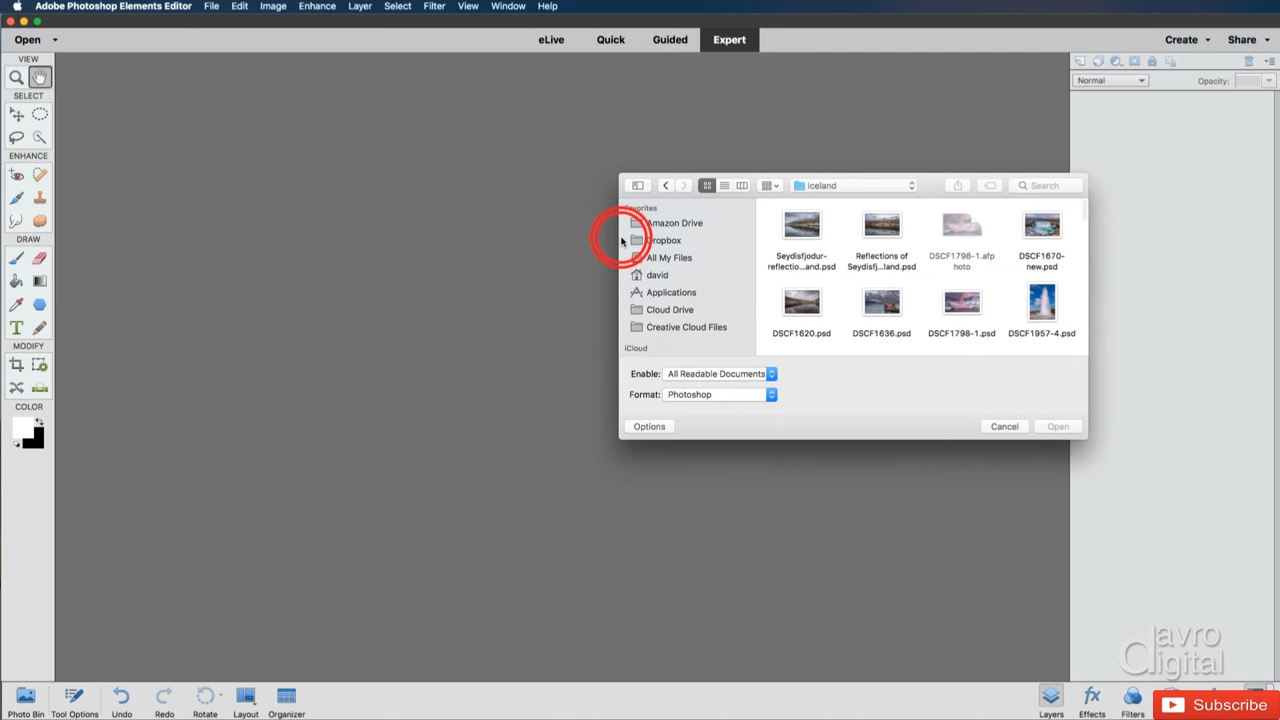 Adobe Photoshop Elements Editor File Edit Image Enhance Layer Select Filter View Window Help
Open eLive Quick Guided Expert Create Share
VIEW
SELECT
ENHANCE
DRAW
T
MODIFY
COLOR
Normal Opacity:
Iceland Search
Favorites
Amazon Drive
Dropbox
All My Files
david
Applications
Cloud Drive
Creative Cloud Files
iCloud
Seydisfjodur-
reflectio...and.psd
Reflections of
Seydisfj...land.psd
DSCF1798-1.afp
hoto
DSCF1670-
new.psd
DSCF1620.psd DSCF1636.psd DSCF1798-1.psd DSCF1957-4.psd
Enable: All Readable Documents
Format: Photoshop
Options Cancel Open
davro
digital
Photo Bin Tool Options Undo Redo Rotate Layout Organizer Layers Effects Filters
Subscribe